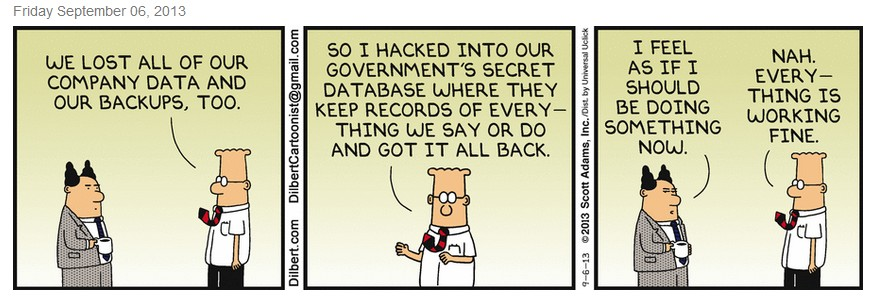 Friday September 06, 2013
WE LOST ALL OF OUR
COMPANY DATA AND
OUR BACKUPS, TOO.
Dilbert.com DilbertCartoonist@gmail.com
SO I HACKED INTO OUR
GOVERNMENT'S SECRET
DATABASE WHERE THEY
KEEP RECORDS OF EVERY-
THING WE SAY OR DO
AND GOT IT ALL BACK.
9-6-13 ©2013 Scott Adams, Inc. /Dist. by Universal Uclick
I FEEL
AS IF I
SHOULD
BE DOING
SOMETHING
NOW.
NAH.
EVERY-
THING IS
WORKING
FINE.